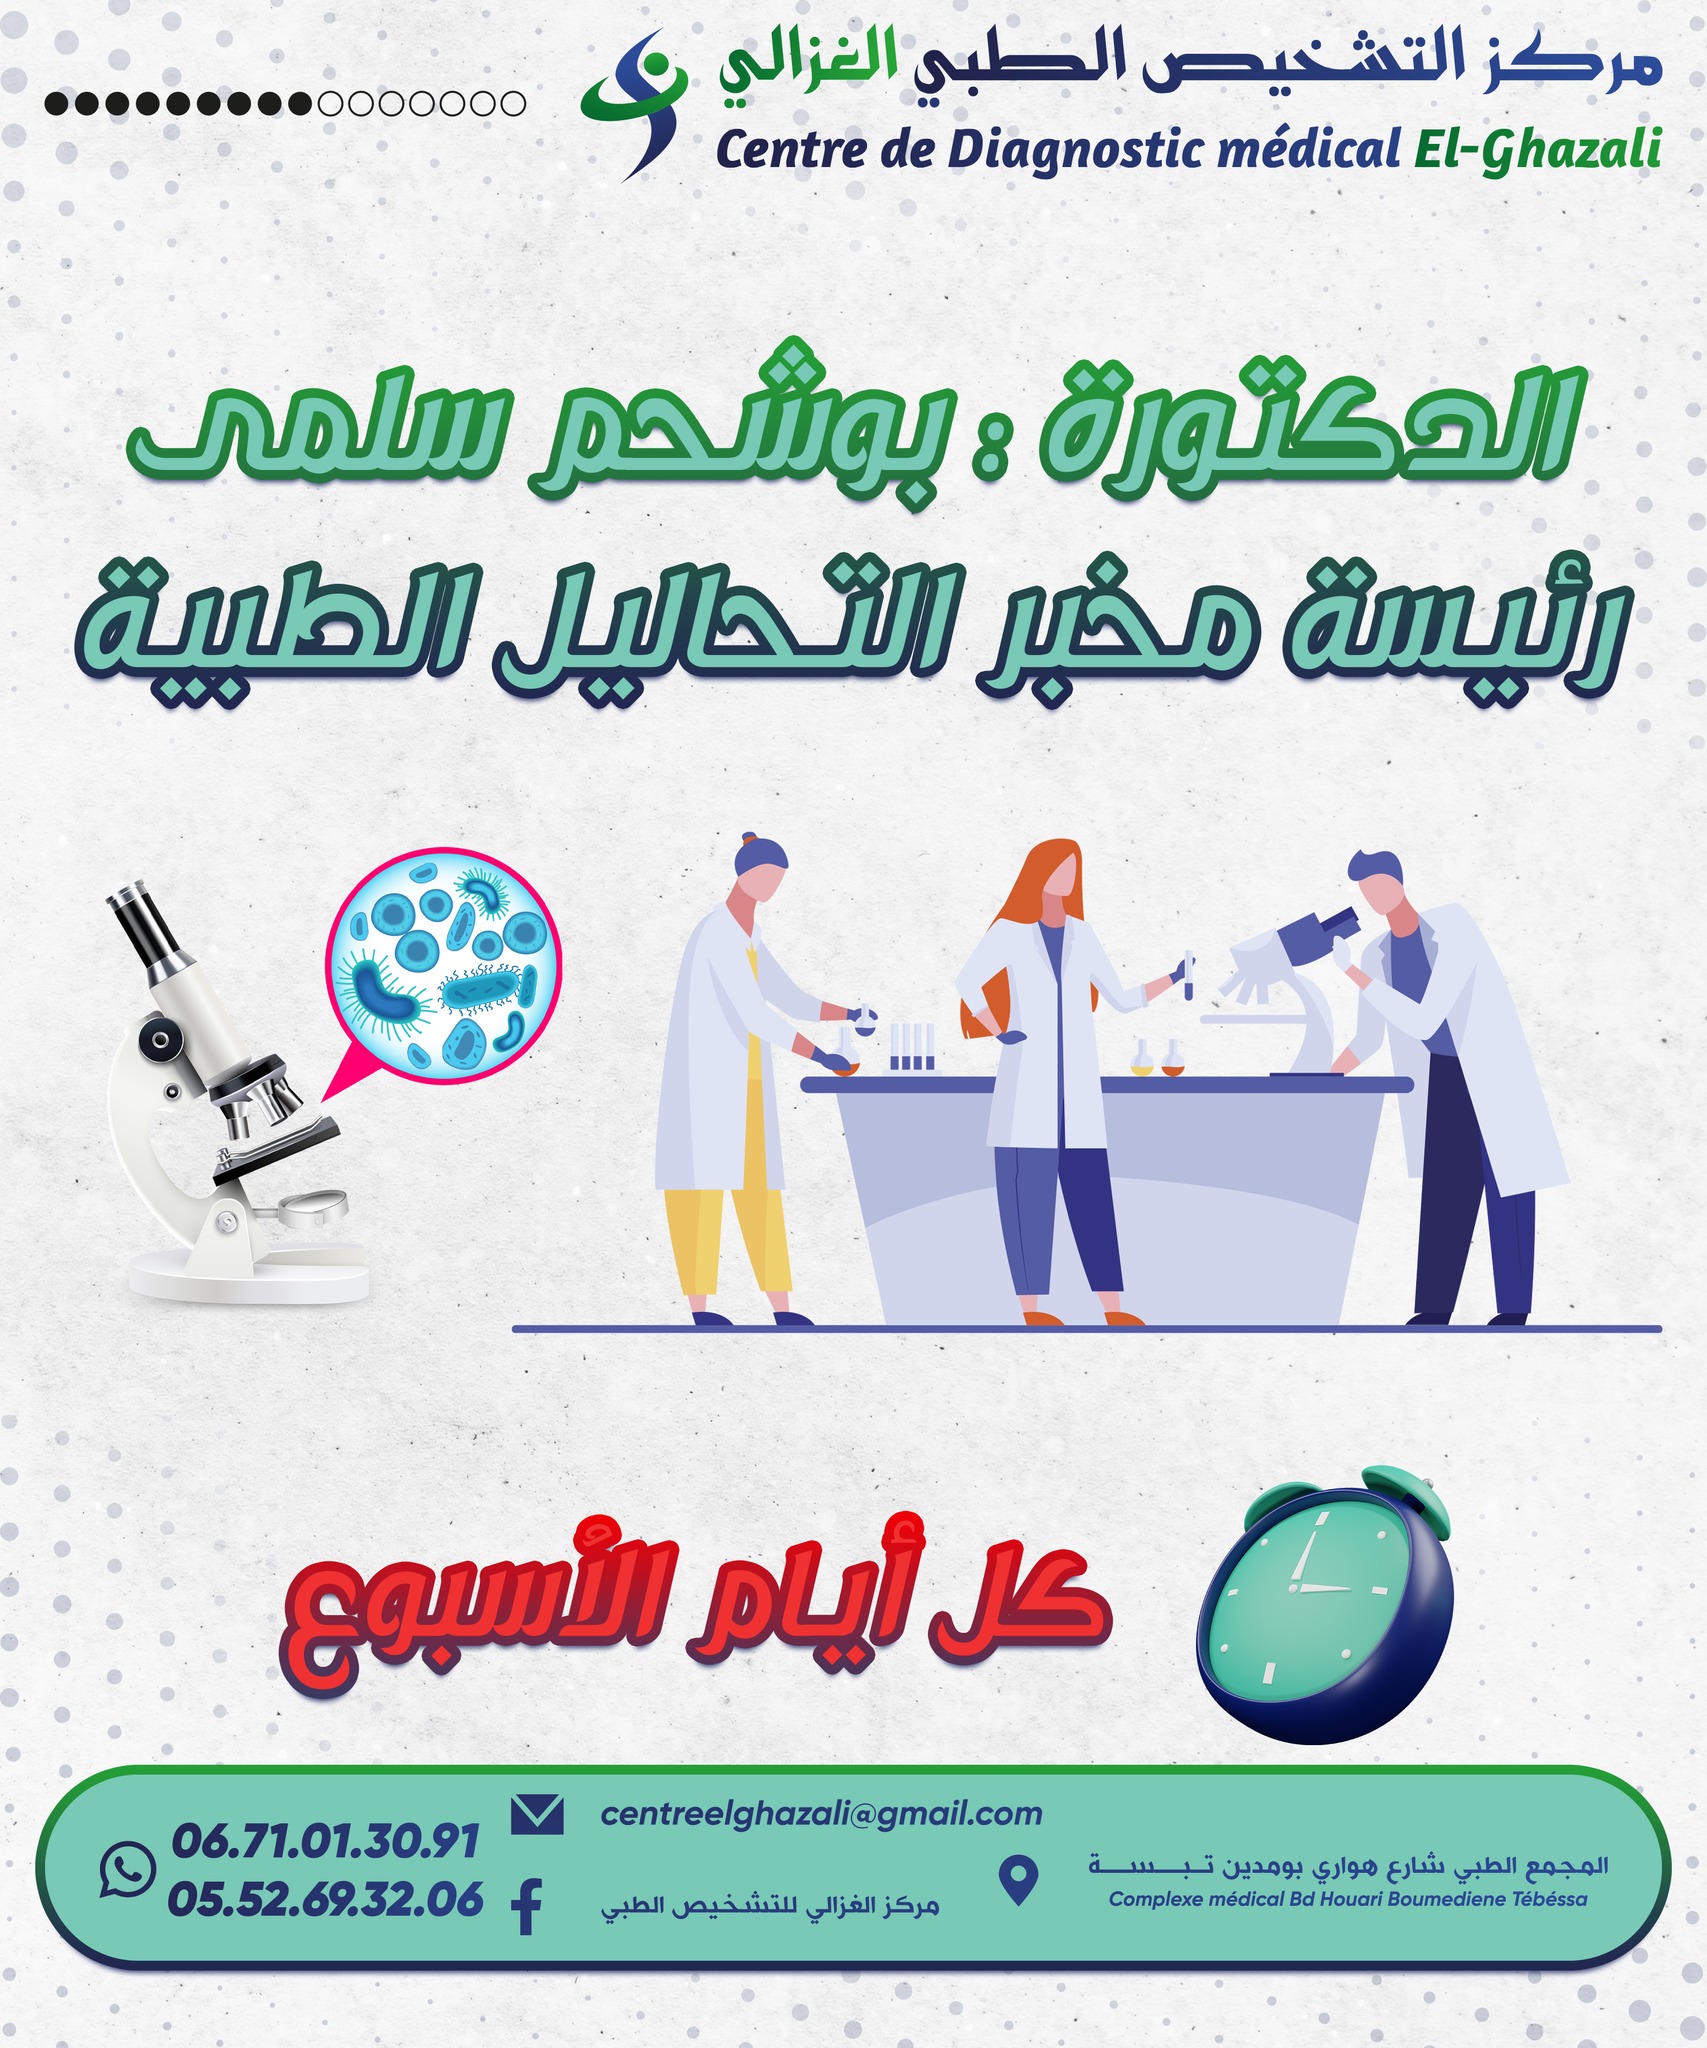 مركز التشخيص الطبي الغزالي
Centre de Diagnostic médical El-Ghazali
الدكتورة : بوشحم سلمى
رئيسة مخبر التحاليل الطبية
كل أيام الأسبوع
06.71.01.30.91
05.52.69.32.06
centreelghazali@gmail.com
مركز الغزالي للتشخيص الطبي
المجمع الطبي شارع هواري بومدين تـبـسـة
Complexe médical Bd Houari Boumediene Tébéssa